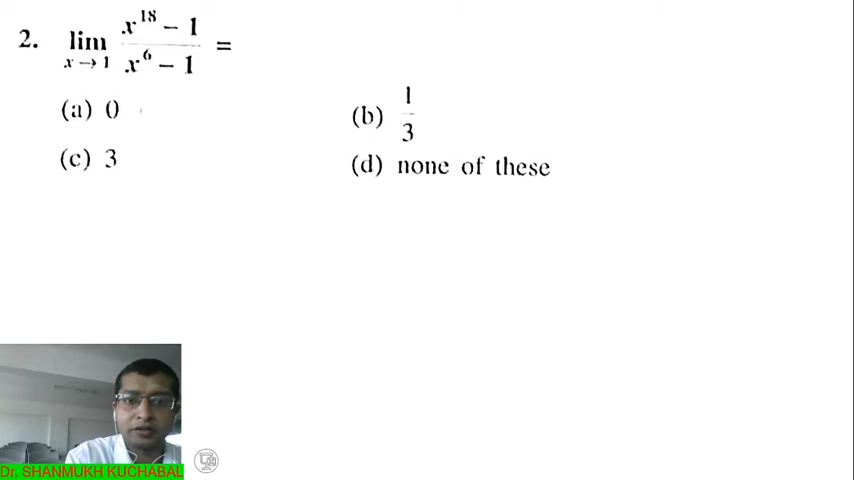 2. lim x→1 (x^18 − 1)/(x^6 − 1) =
(a) 0 (b) 1/3
(c) 3 (d) none of these
Dr. SHANMUKH KUCHABAL